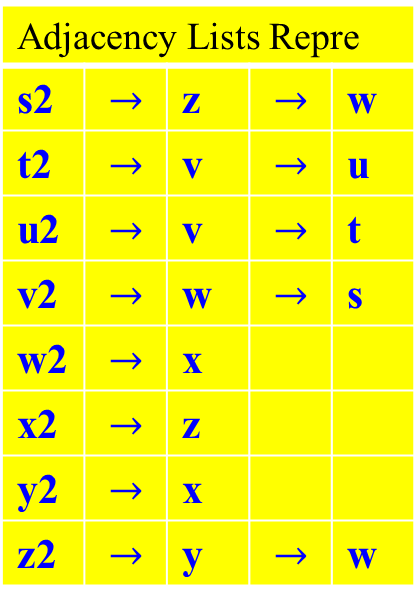 Adjacency Lists Repre
s2 → z → w
t2 → v → u
u2 → v → t
v2 → w → s
w2 → x
x2 → z
y2 → x
z2 → y → w